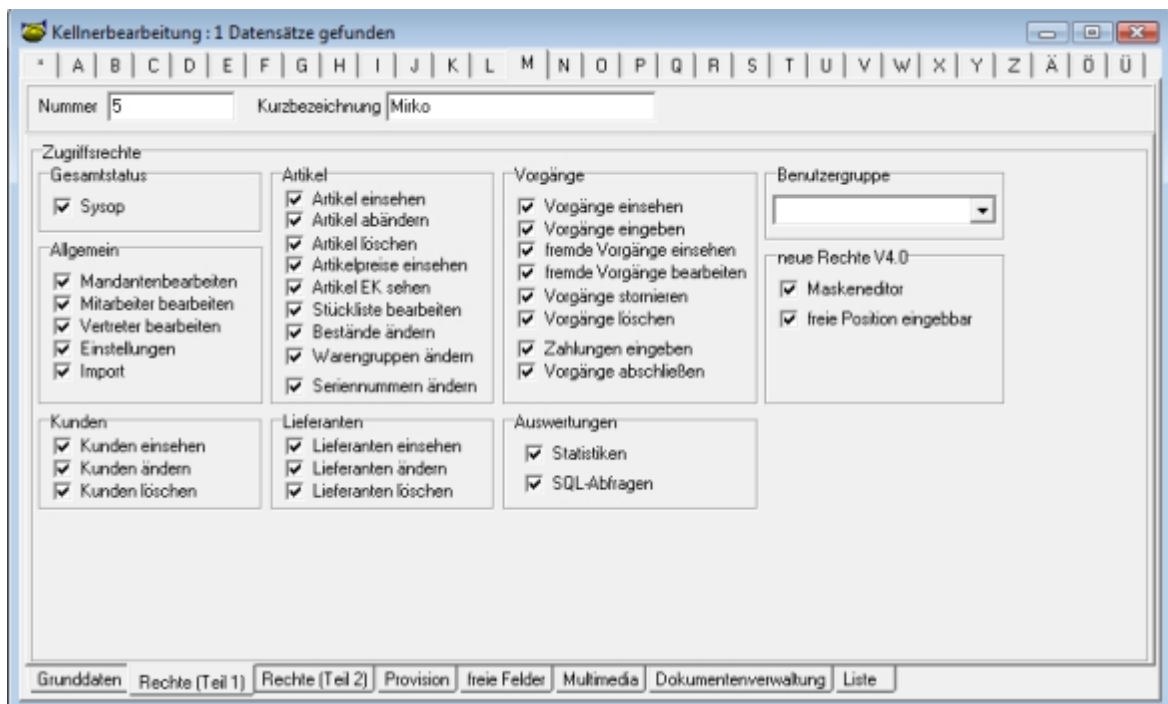 Kellnerbearbeitung : 1 Datensätze gefunden
* A B C D E F G H I J K L M N O P Q R S T U V W X Y Z Ä Ö Ü
Nummer 5 Kurzbezeichnung Mirko
Zugriffsrechte
Gesamtstatus
Sysop
Allgemein
Mandantenbearbeiten
Mitarbeiter bearbeiten
Vertreter bearbeiten
Einstellungen
Import
Artikel
Artikel einsehen
Artikel abändern
Artikel löschen
Artikelpreise einsehen
Artikel EK sehen
Stückliste bearbeiten
Bestände ändern
Warengruppen ändern
Seriennummern ändern
Vorgänge
Vorgänge einsehen
Vorgänge eingeben
fremde Vorgänge einsehen
fremde Vorgänge bearbeiten
Vorgänge stornieren
Vorgänge löschen
Zahlungen eingeben
Vorgänge abschließen
Benutzergruppe
neue Rechte V4.0
Maskeneditor
freie Position eingebbar
Kunden
Kunden einsehen
Kunden ändern
Kunden löschen
Lieferanten
Lieferanten einsehen
Lieferanten ändern
Lieferanten löschen
Auswertungen
Statistiken
SQL-Abfragen
Grunddaten Rechte (Teil 1) Rechte (Teil 2) Provision freie Felder Multimedia Dokumentenverwaltung Liste